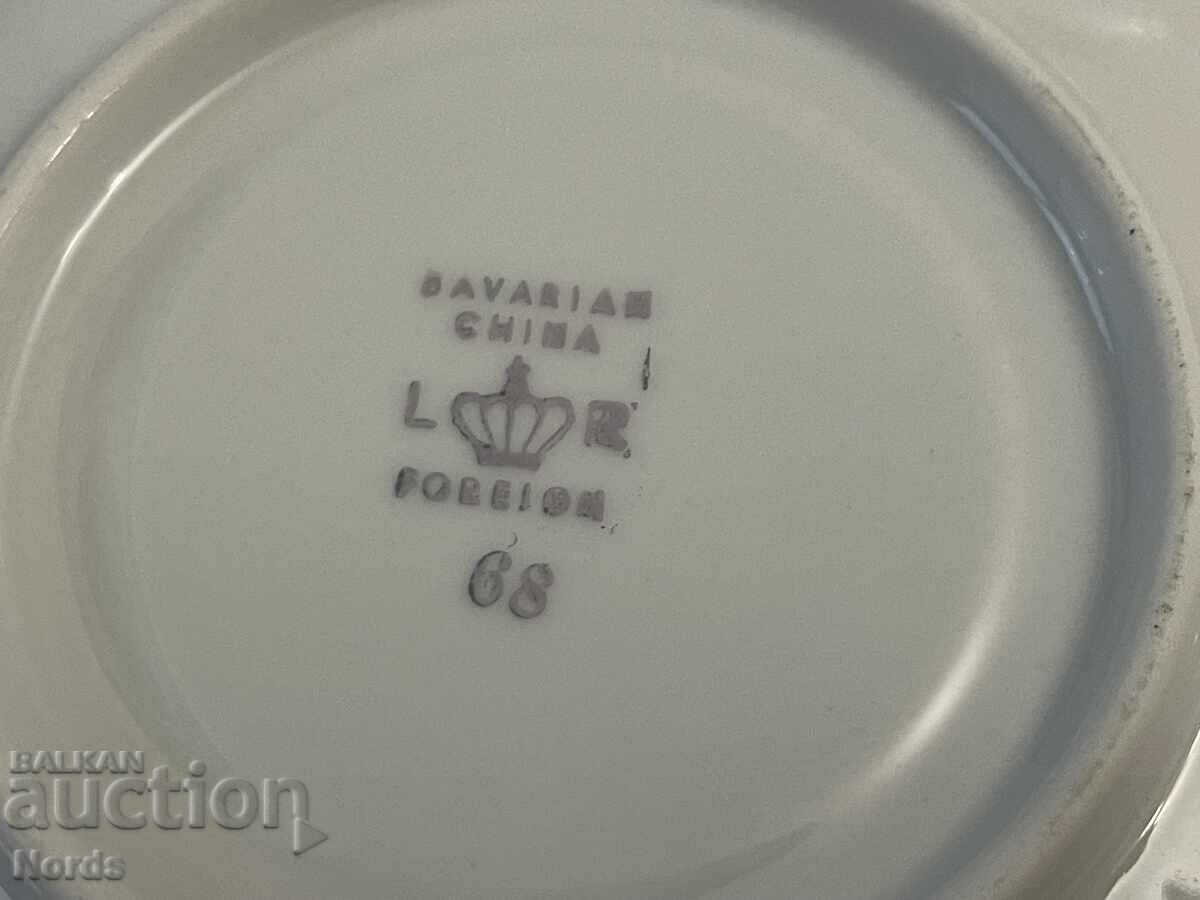 BAVARIAN
CHINA
L R
FOREIGN
68
BALKAN
auction
Nords